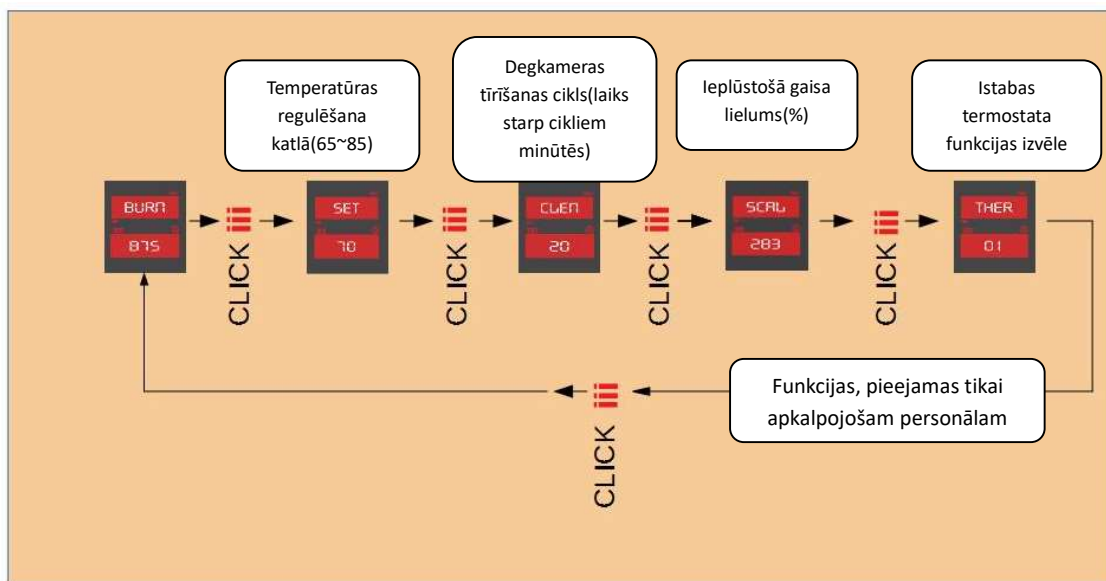 Temperatūras
regulēšana
katlā(65~85)
Degkameras
tīrīšanas cikls(laiks
starp cikliem
minūtēs)
Ieplūstošā gaisa
lielums(%)
Istabas
termostata
funkcijas izvēle
BURN
875
CLICK
SET
70
CLICK
CLEN
20
CLICK
SCAL
283
CLICK
THER
01
Funkcijas, pieejamas tikai
apkalpojošam personālam
CLICK